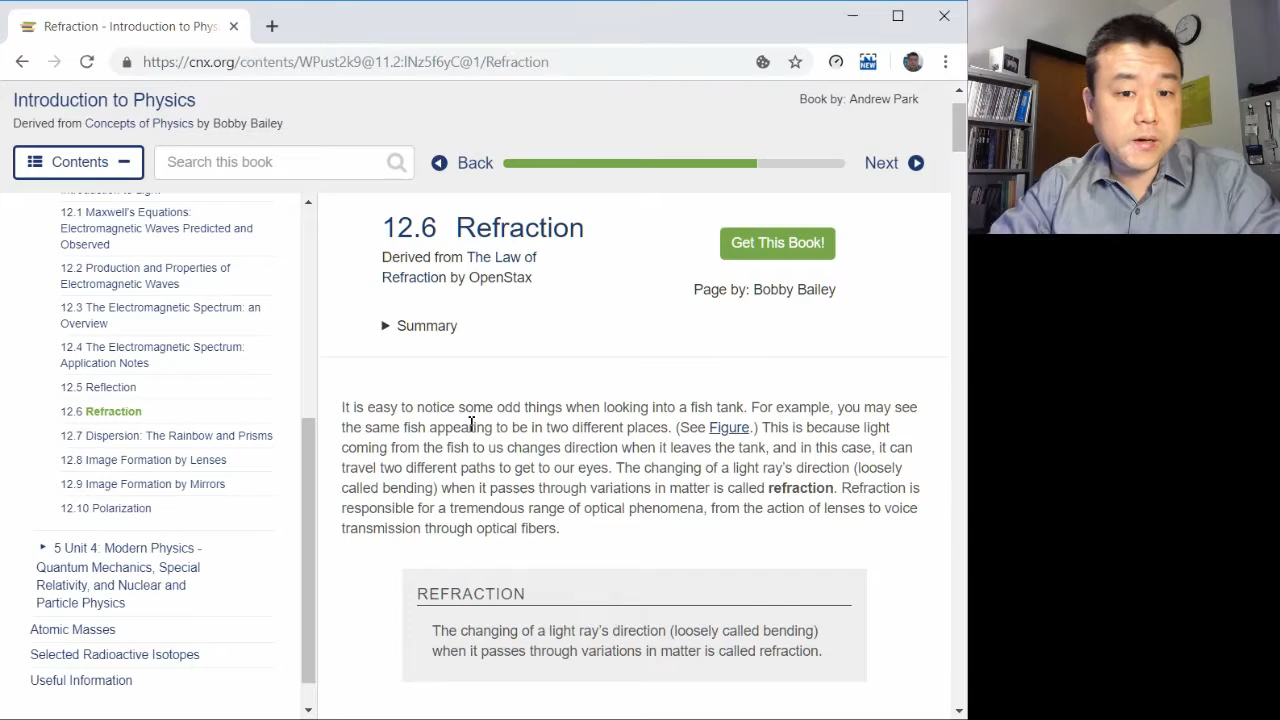 Refraction - Introduction to Phys
https://cnx.org/contents/WPust2k9@11.2:lNz5f6yC@1/Refraction
NEW
Introduction to Physics
Book by: Andrew Park
Derived from Concepts of Physics by Bobby Bailey
Contents
Search this book
Back
Next
12.1 Maxwell's Equations:
Electromagnetic Waves Predicted and
Observed
12.2 Production and Properties of
Electromagnetic Waves
12.3 The Electromagnetic Spectrum: an
Overview
12.4 The Electromagnetic Spectrum:
Application Notes
12.5 Reflection
12.6 Refraction
12.7 Dispersion: The Rainbow and Prisms
12.8 Image Formation by Lenses
12.9 Image Formation by Mirrors
12.10 Polarization
5 Unit 4: Modern Physics -
Quantum Mechanics, Special
Relativity, and Nuclear and
Particle Physics
Atomic Masses
Selected Radioactive Isotopes
Useful Information
12.6 Refraction
Get This Book!
Derived from The Law of
Refraction by OpenStax
Page by: Bobby Bailey
Summary
It is easy to notice some odd things when looking into a fish tank. For example, you may see
the same fish appearing to be in two different places. (See Figure.) This is because light
coming from the fish to us changes direction when it leaves the tank, and in this case, it can
travel two different paths to get to our eyes. The changing of a light ray's direction (loosely
called bending) when it passes through variations in matter is called refraction. Refraction is
responsible for a tremendous range of optical phenomena, from the action of lenses to voice
transmission through optical fibers.
REFRACTION
The changing of a light ray's direction (loosely called bending)
when it passes through variations in matter is called refraction.